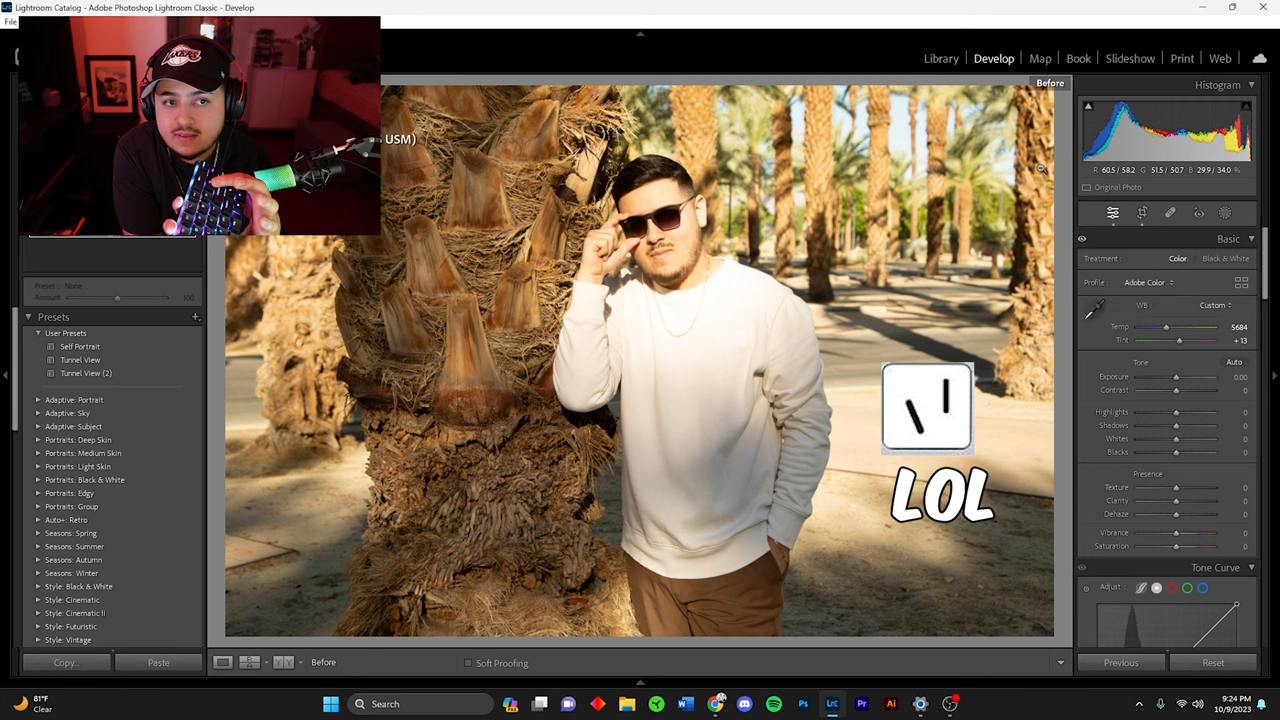 Lightroom Catalog - Adobe Photoshop Lightroom Classic - Develop
File
LAKERS
USM)
Library | Develop | Map | Book | Slideshow | Print | Web
Before
Histogram
R 60.5 / 58.2 G 51.5 / 50.7 B 29.9 / 34.0 %
Original Photo
Basic
Treatment: Color Black & White
Profile: Adobe Color
WB: Custom
Temp 5684
Tint + 13
Tone Auto
Exposure 0.00
Contrast 0
Highlights 0
Shadows 0
Whites 0
Blacks 0
Presence
Texture 0
Clarity 0
Dehaze 0
Vibrance 0
Saturation 0
Tone Curve
Adjust :
Previous Reset
Preset : None
Amount 100
Presets
User Presets
Self Portrait
Tunnel View
Tunnel View (2)
Adaptive: Portrait
Adaptive: Sky
Adaptive: Subject
Portraits: Deep Skin
Portraits: Medium Skin
Portraits: Light Skin
Portraits: Black & White
Portraits: Edgy
Portraits: Group
Auto+: Retro
Seasons: Spring
Seasons: Summer
Seasons: Autumn
Seasons: Winter
Style: Black & White
Style: Cinematic
Style: Cinematic II
Style: Futuristic
Style: Vintage
Copy... Paste
LOL
Before
Soft Proofing
81°F
Clear
Search
9:24 PM
10/9/2023